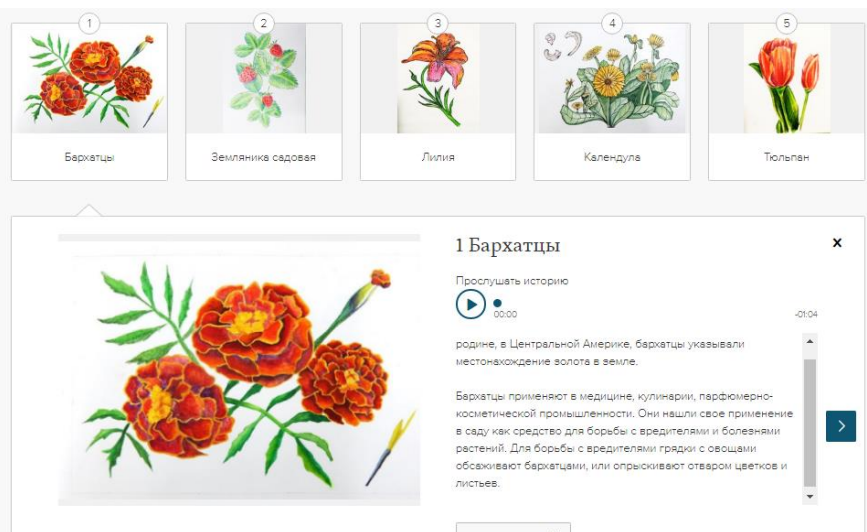 1
2
3
4
5
Бархатцы
Земляника садовая
Лилия
Календула
Тюльпан
1 Бархатцы
x
Прослушать историю
00:00
-01:04
родине, в Центральной Америке, бархатцы указывали
местонахождение золота в земле.
Бархатцы применяют в медицине, кулинарии, парфюмерно-
косметической промышленности. Они нашли свое применение
в саду как средство для борьбы с вредителями и болезнями
растений. Для борьбы с вредителями грядки с овощами
обсаживают бархатцами, или опрыскивают отваром цветков и
листьев.